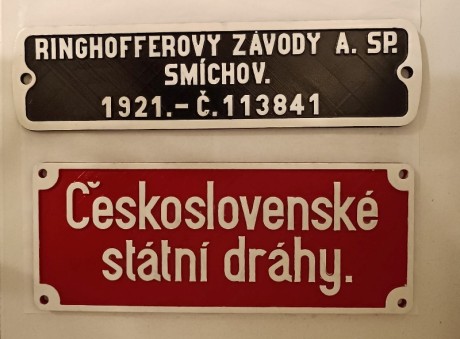 RINGHOFFEROVY ZÁVODY A. SP.
SMÍCHOV.
1921.-Č.113841
Československé
státní dráhy.